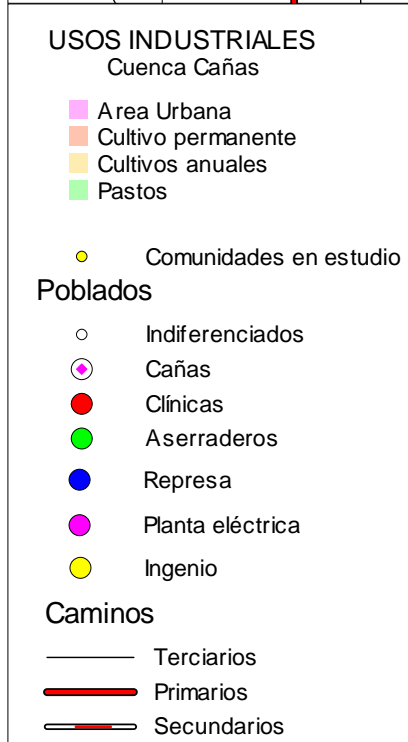 USOS INDUSTRIALES
Cuenca Cañas
Area Urbana
Cultivo permanente
Cultivos anuales
Pastos
Comunidades en estudio
Poblados
Indiferenciados
Cañas
Clínicas
Aserraderos
Represa
Planta eléctrica
Ingenio
Caminos
Terciarios
Primarios
Secundarios